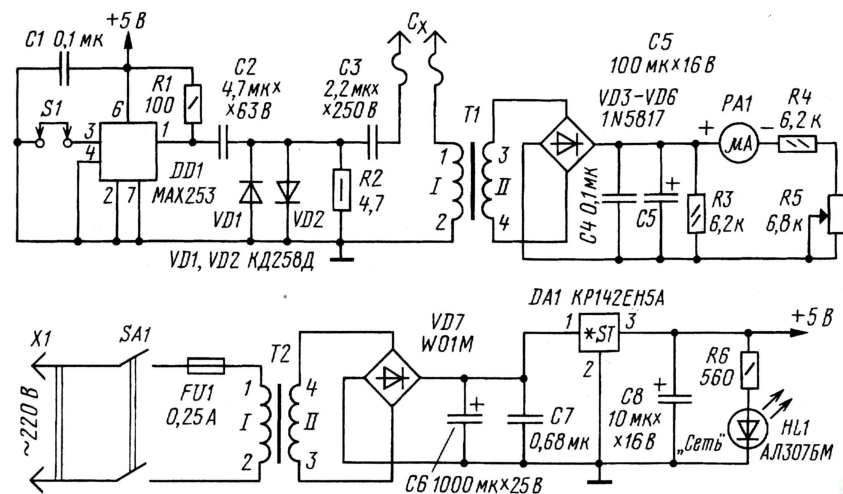 +5 В
C1 0,1 мк
S1
R1
100
6
3
1
4
2
7
DD1
MAX253
C2
4,7 мк×
×63 В
C3
2,2 мк×
×250 В
Cx
VD1
VD2
R2
4,7
VD1, VD2 КД258Д
T1
1
I
2
3
II
4
C5
100 мк × 16 В
VD3–VD6
1N5817
C4 0,1 мк
+
C5
R3
6,2 к
PA1
+
μA
−
R4
6,2 к
R5
6,8 к
X1
~220 В
SA1
FU1
0,25 А
T2
1
I
2
4
II
3
VD7
W01M
+
C6 1000 мк × 25 В
C7
0,68 мк
DA1 КР142ЕН5А
1
*ST
3
2
+
C8
10 мк×
×16 В
+5 В
R6
560
„Сеть"
HL1
АЛ307БМ